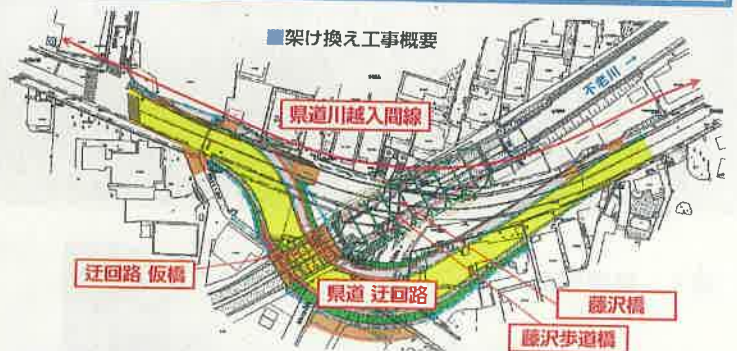 架け換え工事概要
県道川越入間線
不老川 →
迂回路 仮橋
県道 迂回路
藤沢橋
藤沢歩道橋